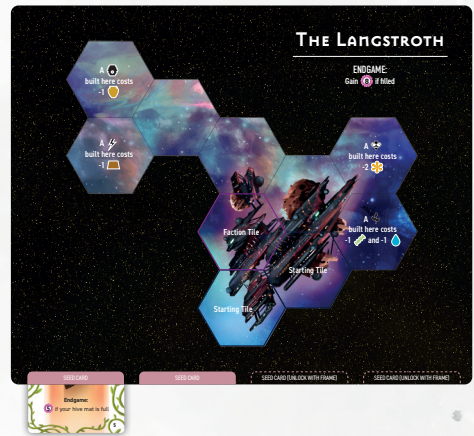 The Langstroth
ENDGAME:
Gain 8 if filled
A
built here costs
-1
A
built here costs
-1
A
built here costs
-2
A
built here costs
-1 and -1
Faction Tile
Starting Tile
Starting Tile
SEED CARD
SEED CARD
SEED CARD (UNLOCK WITH FRAME)
SEED CARD (UNLOCK WITH FRAME)
Endgame:
if your hive mat is full